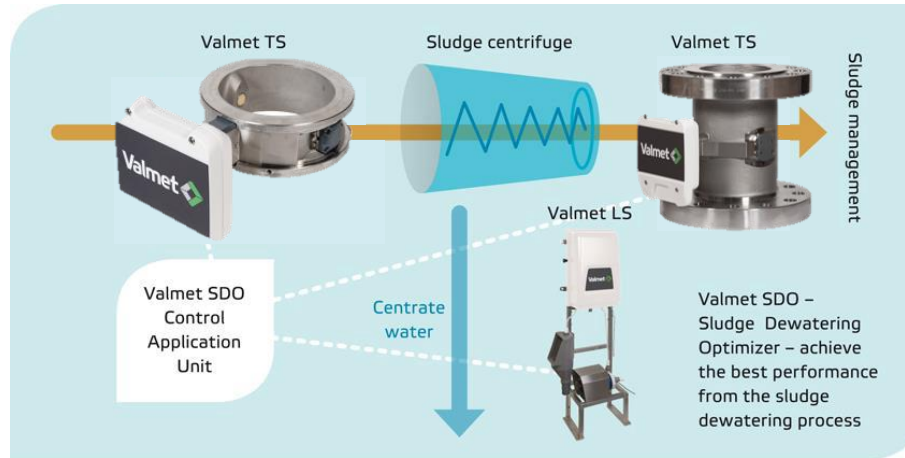 Valmet TS
Sludge centrifuge
Valmet TS
Valmet
Valmet
Sludge management
Valmet LS
Valmet
Valmet SDO
Control
Application
Unit
Centrate
water
Valmet SDO –
Sludge Dewatering
Optimizer – achieve
the best performance
from the sludge
dewatering process